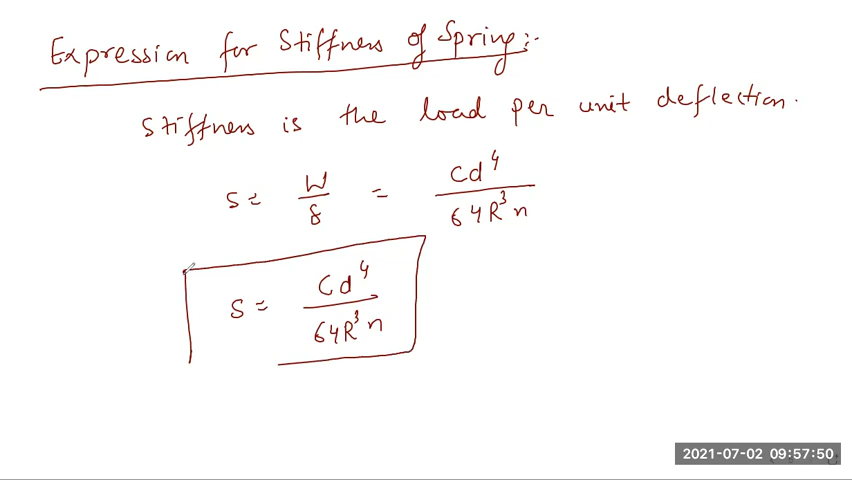 Expression for Stiffness of Spring:-
Stiffness is the load per unit deflection.
s = W/δ = Cd⁴/64R³n
s = Cd⁴/64R³n
2021-07-02 09:57:50